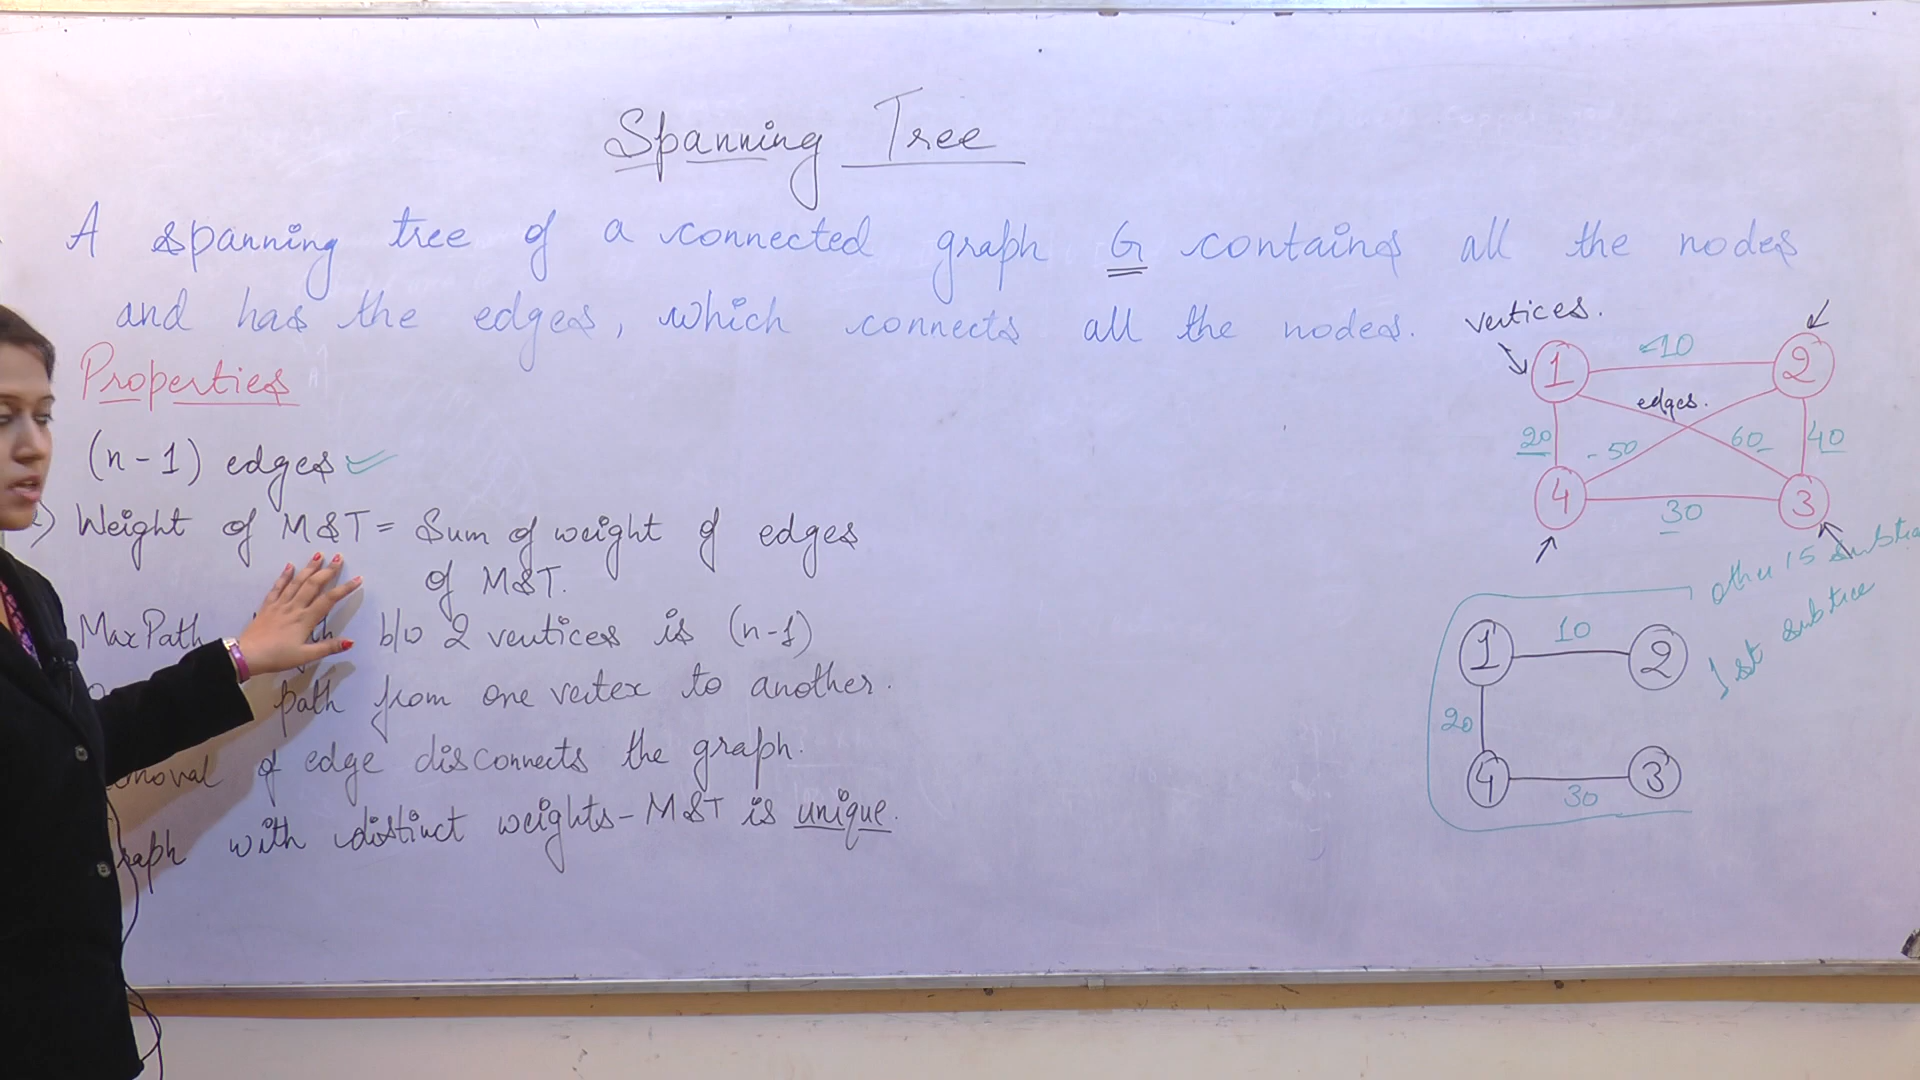 Spanning Tree
A spanning tree of a connected graph G contains all the nodes
and has the edges, which connects all the nodes.
Properties
(n-1) edges
Weight of MST = Sum of weight of edges
of MST.
Max Path b/w 2 vertices is (n-1)
path from one vertex to another.
of edge disconnects the graph.
with distinct weights - MST is unique.
vertices.
1 10 2
edges.
20 50 60 40
4 30 3
other 15 subtree
1st subtree
1 10 2
20
4 30 3